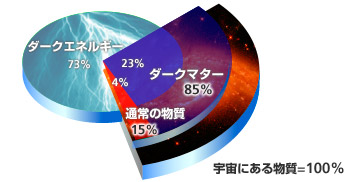 ダークエネルギー
73%
23%
4%
ダークマター
85%
通常の物質
15%
宇宙にある物質=100%